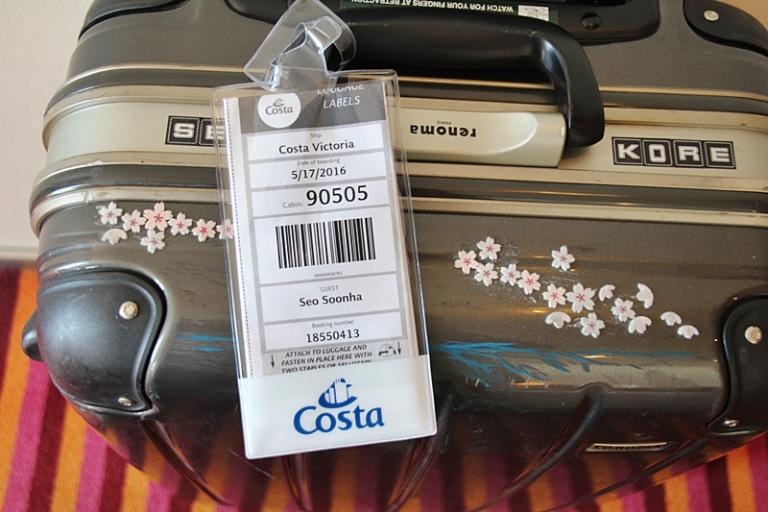 WATCH FOR YOUR FINGERS AT RETRACTION
Costa
LUGGAGE
LABELS
Ship
Costa Victoria
Date of boarding
5/17/2016
Cabin: 90505
GUEST
Seo Soonha
Booking number
18550413
ATTACH TO LUGGAGE AND
FASTEN IN PLACE HERE WITH
TWO STAPLES OR SELLOTAPE
Costa
SE
renoma
PARIS
KORE